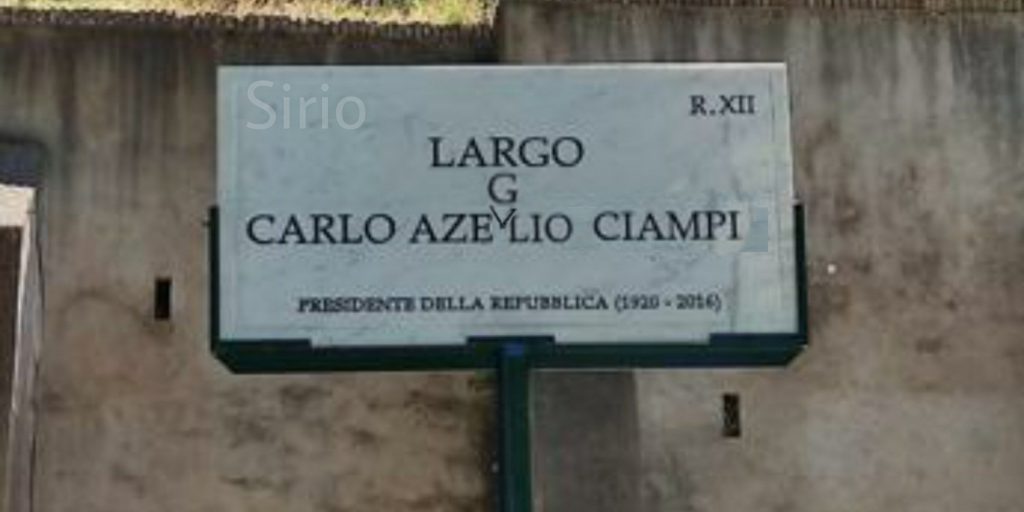 Sirio
R.XII
LARGO
G
CARLO AZELIO CIAMPI
PRESIDENTE DELLA REPUBBLICA (1920 - 2016)